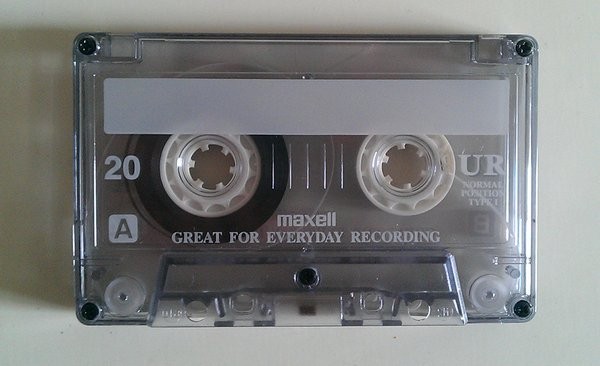 20
UR
NORMAL
POSITION
TYPE I
A
maxell
GREAT FOR EVERYDAY RECORDING